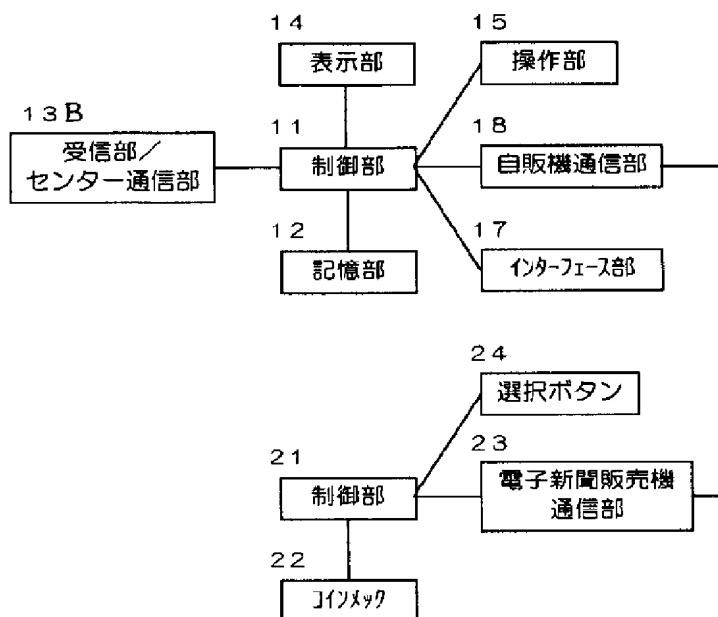 14
表示部
15
操作部
13B
受信部／
センター通信部
11
制御部
18
自販機通信部
12
記憶部
17
ｲﾝﾀｰﾌｪｰｽ部
24
選択ボタン
21
制御部
23
電子新聞販売機
通信部
22
ｺｲﾝﾒｯｸ